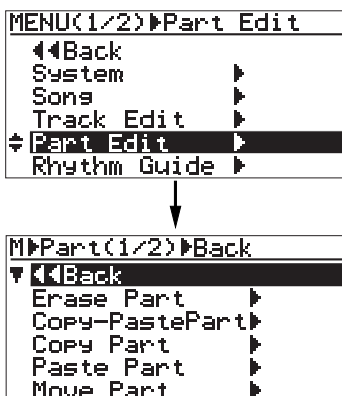 MENU(1/2)▶Part Edit
◀◀Back
System ▶
Song ▶
Track Edit ▶
Part Edit ▶
Rhythm Guide ▶
M▶Part(1/2)▶Back
◀◀Back
Erase Part ▶
Copy-PastePart▶
Copy Part ▶
Paste Part ▶
Move Part ▶